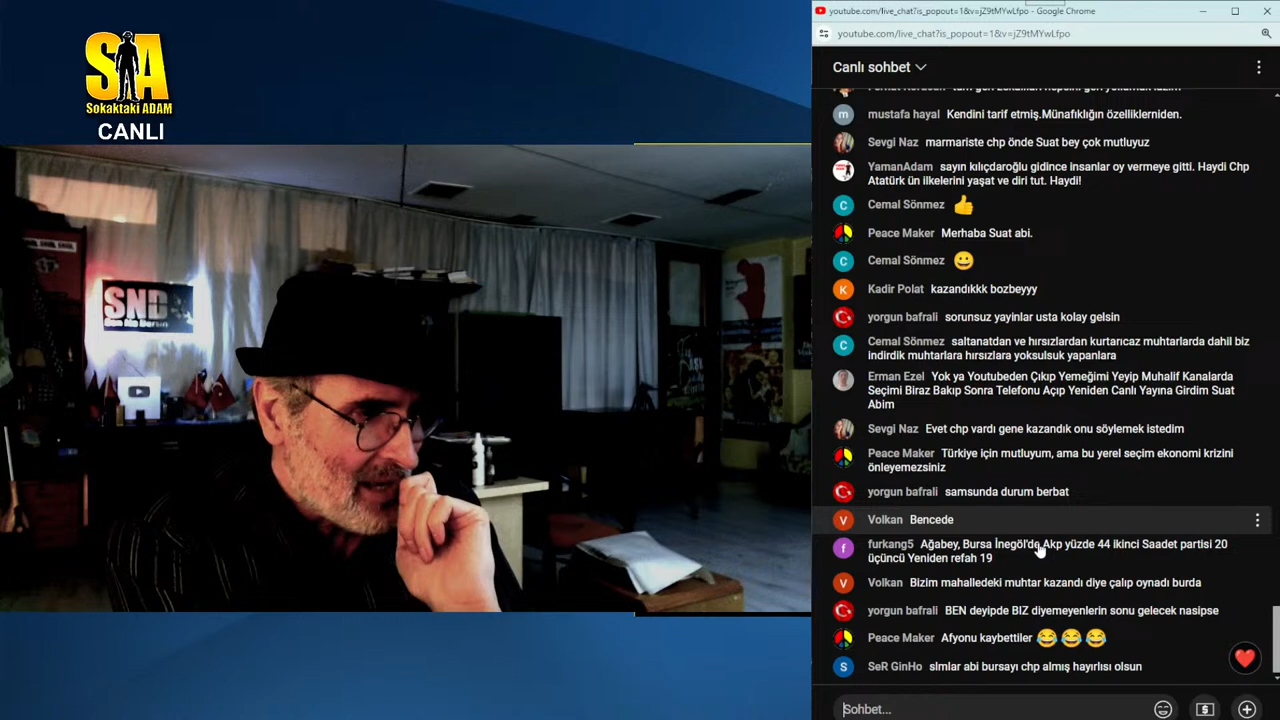 youtube.com/live_chat?is_popout=1&v=jZ9tMYwLfpo - Google Chrome
youtube.com/live_chat?is_popout=1&v=jZ9tMYwLfpo
SA
Sokaktaki ADAM
CANLI
SND
Sen Ne Dersin
Canlı sohbet
mustafa hayal Kendini tarif etmiş.Münafıklığın özelliklerniden.
Sevgi Naz marmariste chp önde Suat bey çok mutluyuz
YamanAdam sayın kılıçdaroğlu gidince insanlar oy vermeye gitti. Haydi Chp
Atatürk ün ilkelerini yaşat ve diri tut. Haydi!
C Cemal Sönmez 👍
Peace Maker Merhaba Suat abi.
C Cemal Sönmez 😀
K Kadir Polat kazandıkkk bozbeyyy
yorgun bafrali sorunsuz yayinlar usta kolay gelsin
C Cemal Sönmez saltanatdan ve hırsızlardan kurtarıcaz muhtarlarda dahil biz
indirdik muhtarlara hırsızlara yoksulsuk yapanlara
Erman Ezel Yok ya Youtubeden Çıkıp Yemeğimi Yeyip Muhalif Kanalarda
Seçimi Biraz Bakıp Sonra Telefonu Açıp Yeniden Canlı Yayına Girdim Suat
Abim
Sevgi Naz Evet chp vardı gene kazandık onu söylemek istedim
Peace Maker Türkiye için mutluyum, ama bu yerel seçim ekonomi krizini
önleyemezsiniz
yorgun bafrali samsunda durum berbat
V Volkan Bencede
f furkang5 Ağabey, Bursa İnegöl'de Akp yüzde 44 ikinci Saadet partisi 20
üçüncü Yeniden refah 19
V Volkan Bizim mahalledeki muhtar kazandı diye çalıp oynadı burda
yorgun bafrali BEN deyipde BIZ diyemeyenlerin sonu gelecek nasipse
Peace Maker Afyonu kaybettiler 😂😂😂
S SeR GinHo slmlar abi bursayı chp almış hayırlısı olsun
Sohbet...